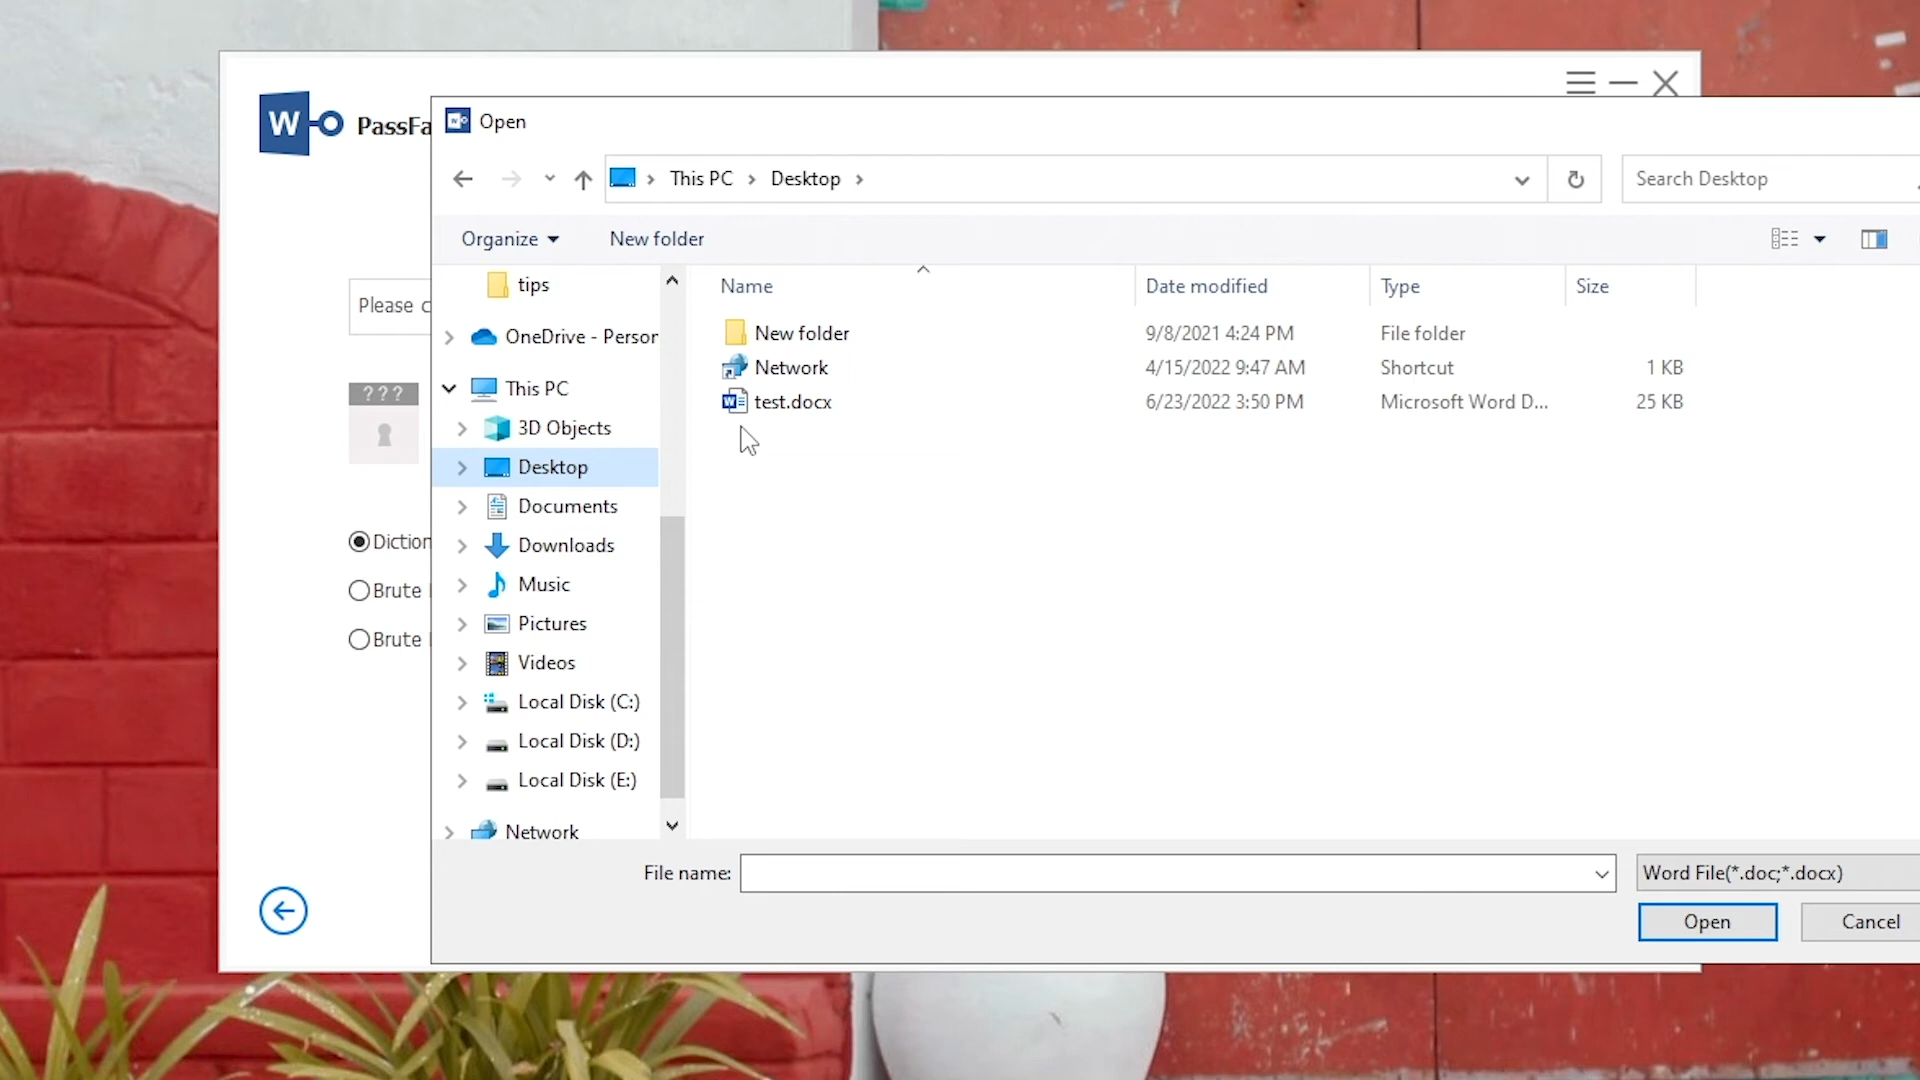 W
PassFa
Open
This PC
Desktop
Search Desktop
Organize
New folder
tips
OneDrive - Person
This PC
3D Objects
Desktop
Documents
Downloads
Music
Pictures
Videos
Local Disk (C:)
Local Disk (D:)
Local Disk (E:)
Network
Name Date modified Type Size
New folder 9/8/2021 4:24 PM File folder
Network 4/15/2022 9:47 AM Shortcut 1 KB
test.docx 6/23/2022 3:50 PM Microsoft Word D... 25 KB
Please c
???
Diction
Brute
Brute
File name:
Word File(*.doc;*.docx)
Open
Cancel